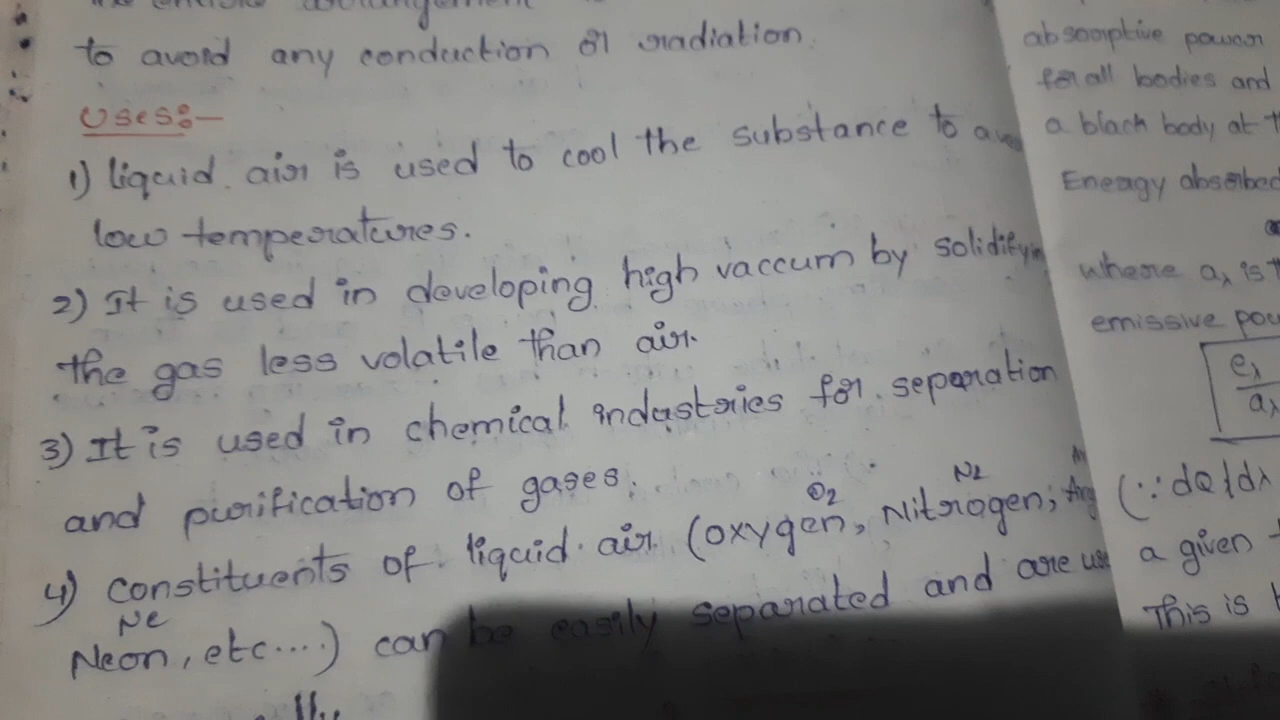 to avoid any conduction or radiation
Uses:-
1) liquid air is used to cool the substance to
low temperatures.
2) It is used in developing high vaccum by
the gas less volatile than air.
3) It is used in chemical industries for separation
and purification of gases.
O2 N2
4) constituents of liquid air (oxygen, Nitrogen,
Ne
Neon, etc....) can be easily separated and are
absorptive power
for all bodies and
a black body at
Eneagy absorbed
where aλ is
emissive
eλ
aλ
(∵ dQ/dλ
a given
This is